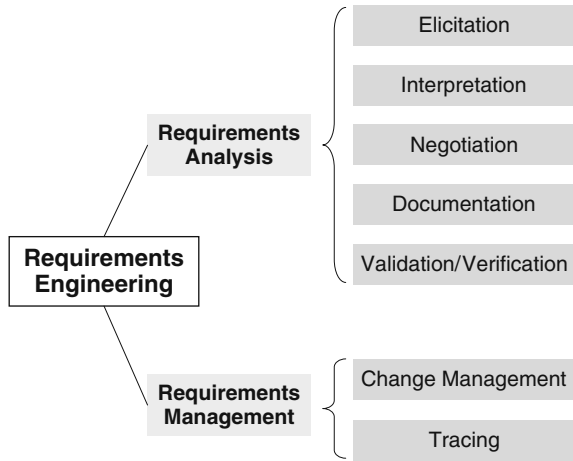 Elicitation
Interpretation
Requirements
Analysis
Negotiation
Documentation
Requirements
Engineering
Validation/Verification
Requirements
Management
Change Management
Tracing